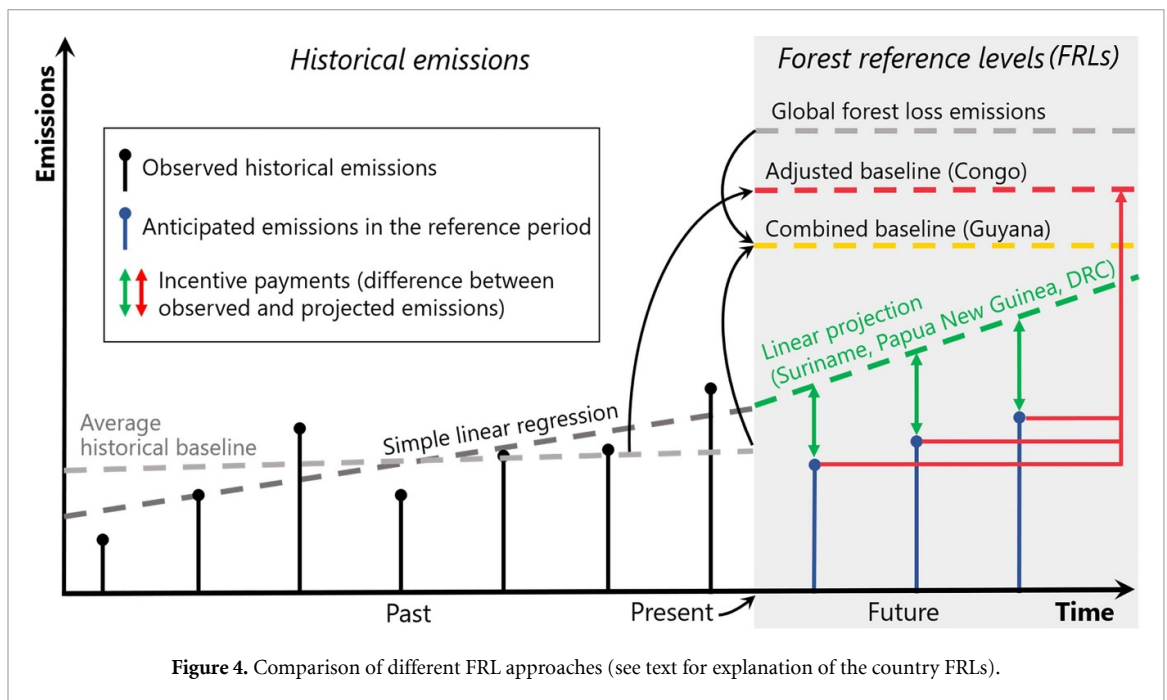 Historical emissions
Forest reference levels (FRLs)
Emissions
Observed historical emissions
Anticipated emissions in the reference period
Incentive payments (difference between
observed and projected emissions)
Global forest loss emissions
Adjusted baseline (Congo)
Combined baseline (Guyana)
Linear projection
(Suriname, Papua New Guinea, DRC)
Average
historical baseline
Simple linear regression
Past
Present
Future
Time
Figure 4. Comparison of different FRL approaches (see text for explanation of the country FRLs).